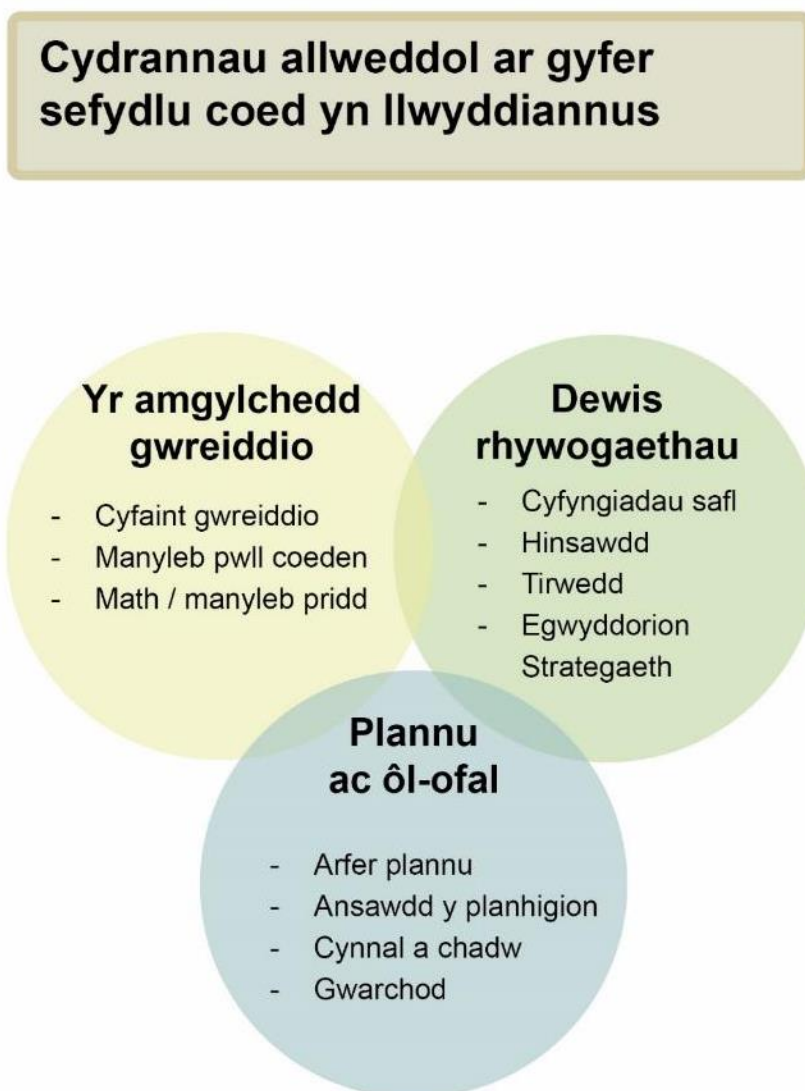 Cydrannau allweddol ar gyfer
sefydlu coed yn llwyddiannus
Yr amgylchedd
gwreiddio
- Cyfaint gwreiddio
- Manyleb pwll coeden
- Math / manyleb pridd
Dewis
rhywogaethau
- Cyfyngiadau safl
- Hinsawdd
- Tirwedd
- Egwyddorion
Strategaeth
Plannu
ac ôl-ofal
- Arfer plannu
- Ansawdd y planhigion
- Cynnal a chadw
- Gwarchod